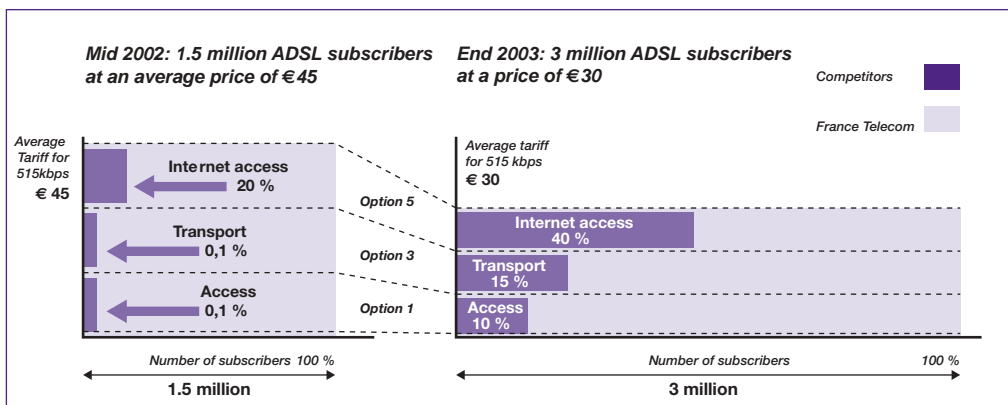 Mid 2002: 1.5 million ADSL subscribers
at an average price of €45
End 2003: 3 million ADSL subscribers
at a price of €30
Competitors
France Telecom
Average
Tariff for
515kbps
€ 45
Internet access
20 %
Transport
0,1 %
Access
0,1 %
Option 5
Option 3
Option 1
Number of subscribers 100 %
1.5 million
Average tariff
for 515 kbps
€ 30
Internet access
40 %
Transport
15 %
Access
10 %
Number of subscribers 100 %
3 million